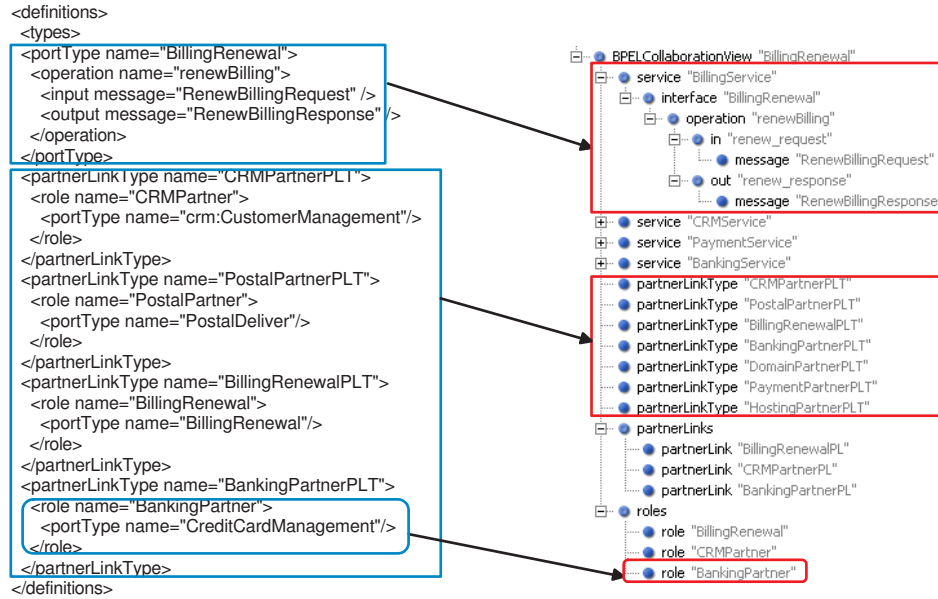 <definitions>
<types>
<portType name="BillingRenewal">
<operation name="renewBilling">
<input message="RenewBillingRequest" />
<output message="RenewBillingResponse" />
</operation>
</portType>
<partnerLinkType name="CRMPartnerPLT">
<role name="CRMPartner">
<portType name="crm:CustomerManagement"/>
</role>
</partnerLinkType>
<partnerLinkType name="PostalPartnerPLT">
<role name="PostalPartner">
<portType name="PostalDeliver"/>
</role>
</partnerLinkType>
<partnerLinkType name="BillingRenewalPLT">
<role name="BillingRenewal">
<portType name="BillingRenewal"/>
</role>
</partnerLinkType>
<partnerLinkType name="BankingPartnerPLT">
<role name="BankingPartner">
<portType name="CreditCardManagement"/>
</role>
</partnerLinkType>
</definitions>
BPELCollaborationView "BillingRenewal"
service "BillingService"
interface "BillingRenewal"
operation "renewBilling"
in "renew_request"
message "RenewBillingRequest"
out "renew_response"
message "RenewBillingResponse
service "CRMService"
service "PaymentService"
service "BankingService"
partnerLinkType "CRMPartnerPLT"
partnerLinkType "PostalPartnerPLT"
partnerLinkType "BillingRenewalPLT"
partnerLinkType "BankingPartnerPLT"
partnerLinkType "DomainPartnerPLT"
partnerLinkType "PaymentPartnerPLT"
partnerLinkType "HostingPartnerPLT"
partnerLinks
partnerLink "BillingRenewalPL"
partnerLink "CRMPartnerPL"
partnerLink "BankingPartnerPL"
roles
role "BillingRenewal"
role "CRMPartner"
role "BankingPartner"